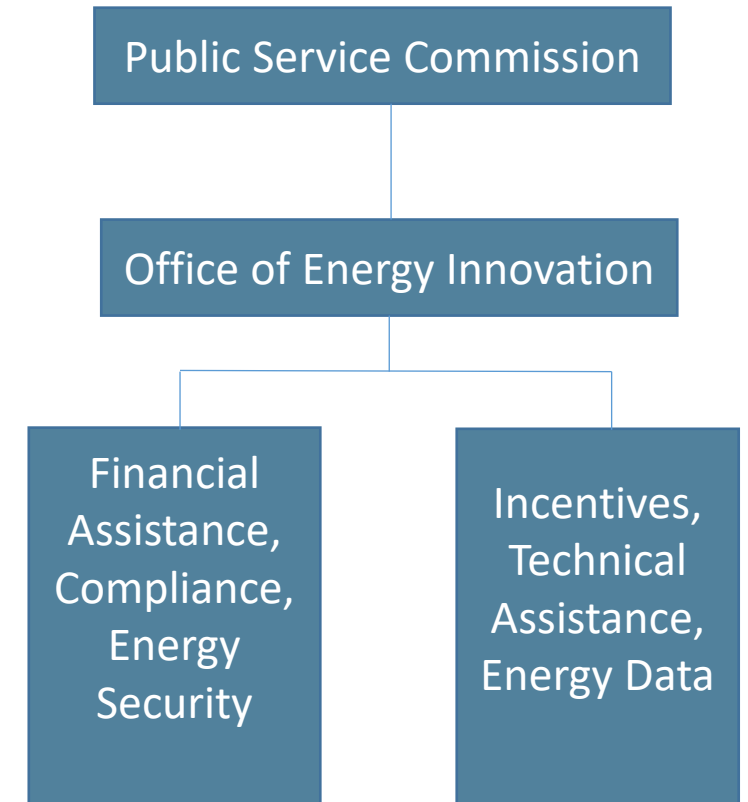 Public Service Commission
Office of Energy Innovation
Financial
Assistance,
Compliance,
Energy
Security
Incentives,
Technical
Assistance,
Energy Data